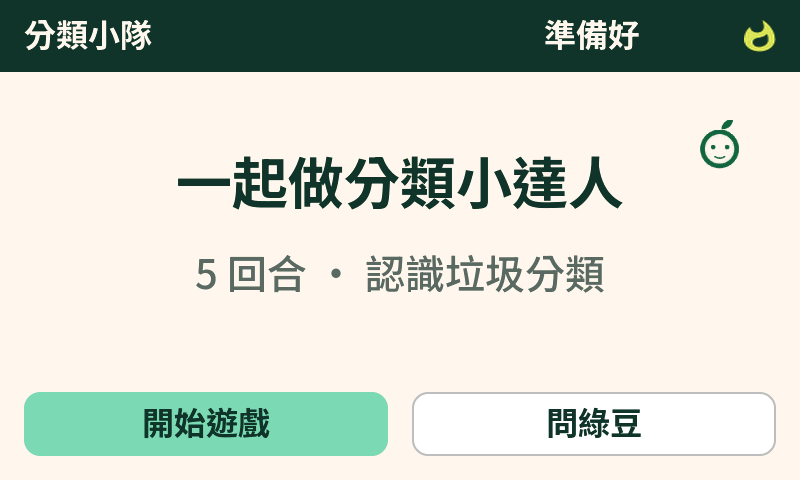 分類小隊
準備好
一起做分類小達人
5 回合 · 認識垃圾分類
開始遊戲
問綠豆